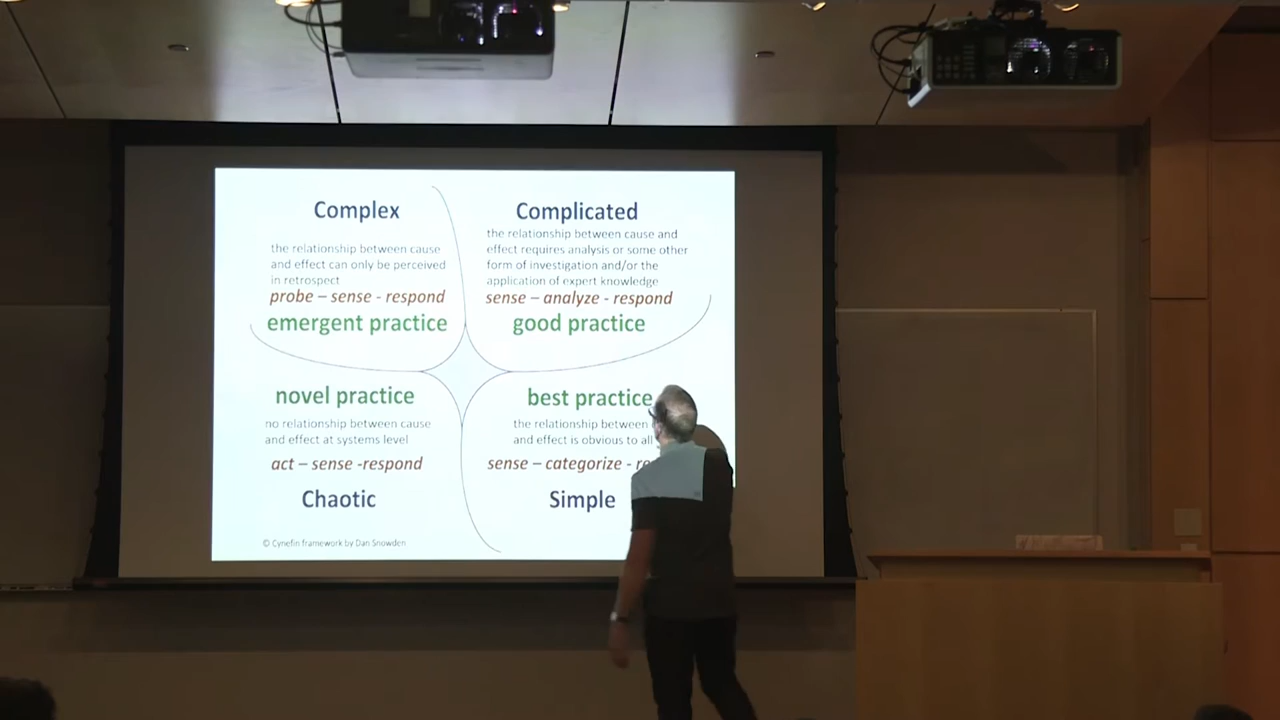 Complex
the relationship between cause
and effect can only be perceived
in retrospect
probe – sense - respond
emergent practice
Complicated
the relationship between cause and
effect requires analysis or some other
form of investigation and/or the
application of expert knowledge
sense – analyze - respond
good practice
novel practice
no relationship between cause
and effect at systems level
act – sense -respond
Chaotic
best practice
the relationship between
and effect is obvious to all
sense – categorize -
Simple
© Cynefin framework by Dan Snowden